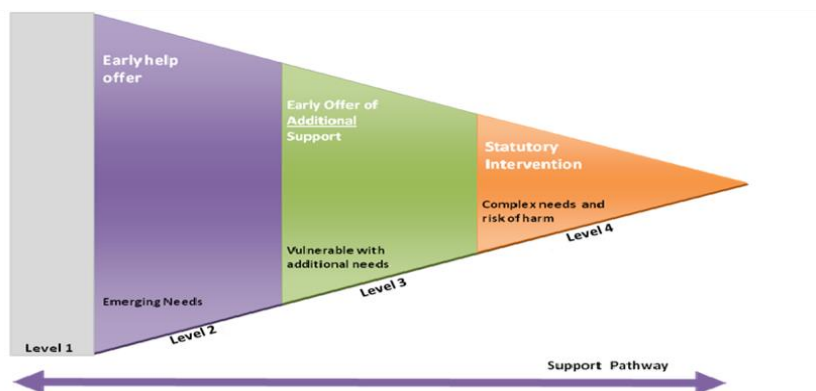 Early help
offer
Early Offer of
Additional
Support
Statutory
Intervention
Complex needs and
risk of harm
Vulnerable with
additional needs
Emerging Needs
Level 1
Level 2
Level 3
Level 4
Support Pathway